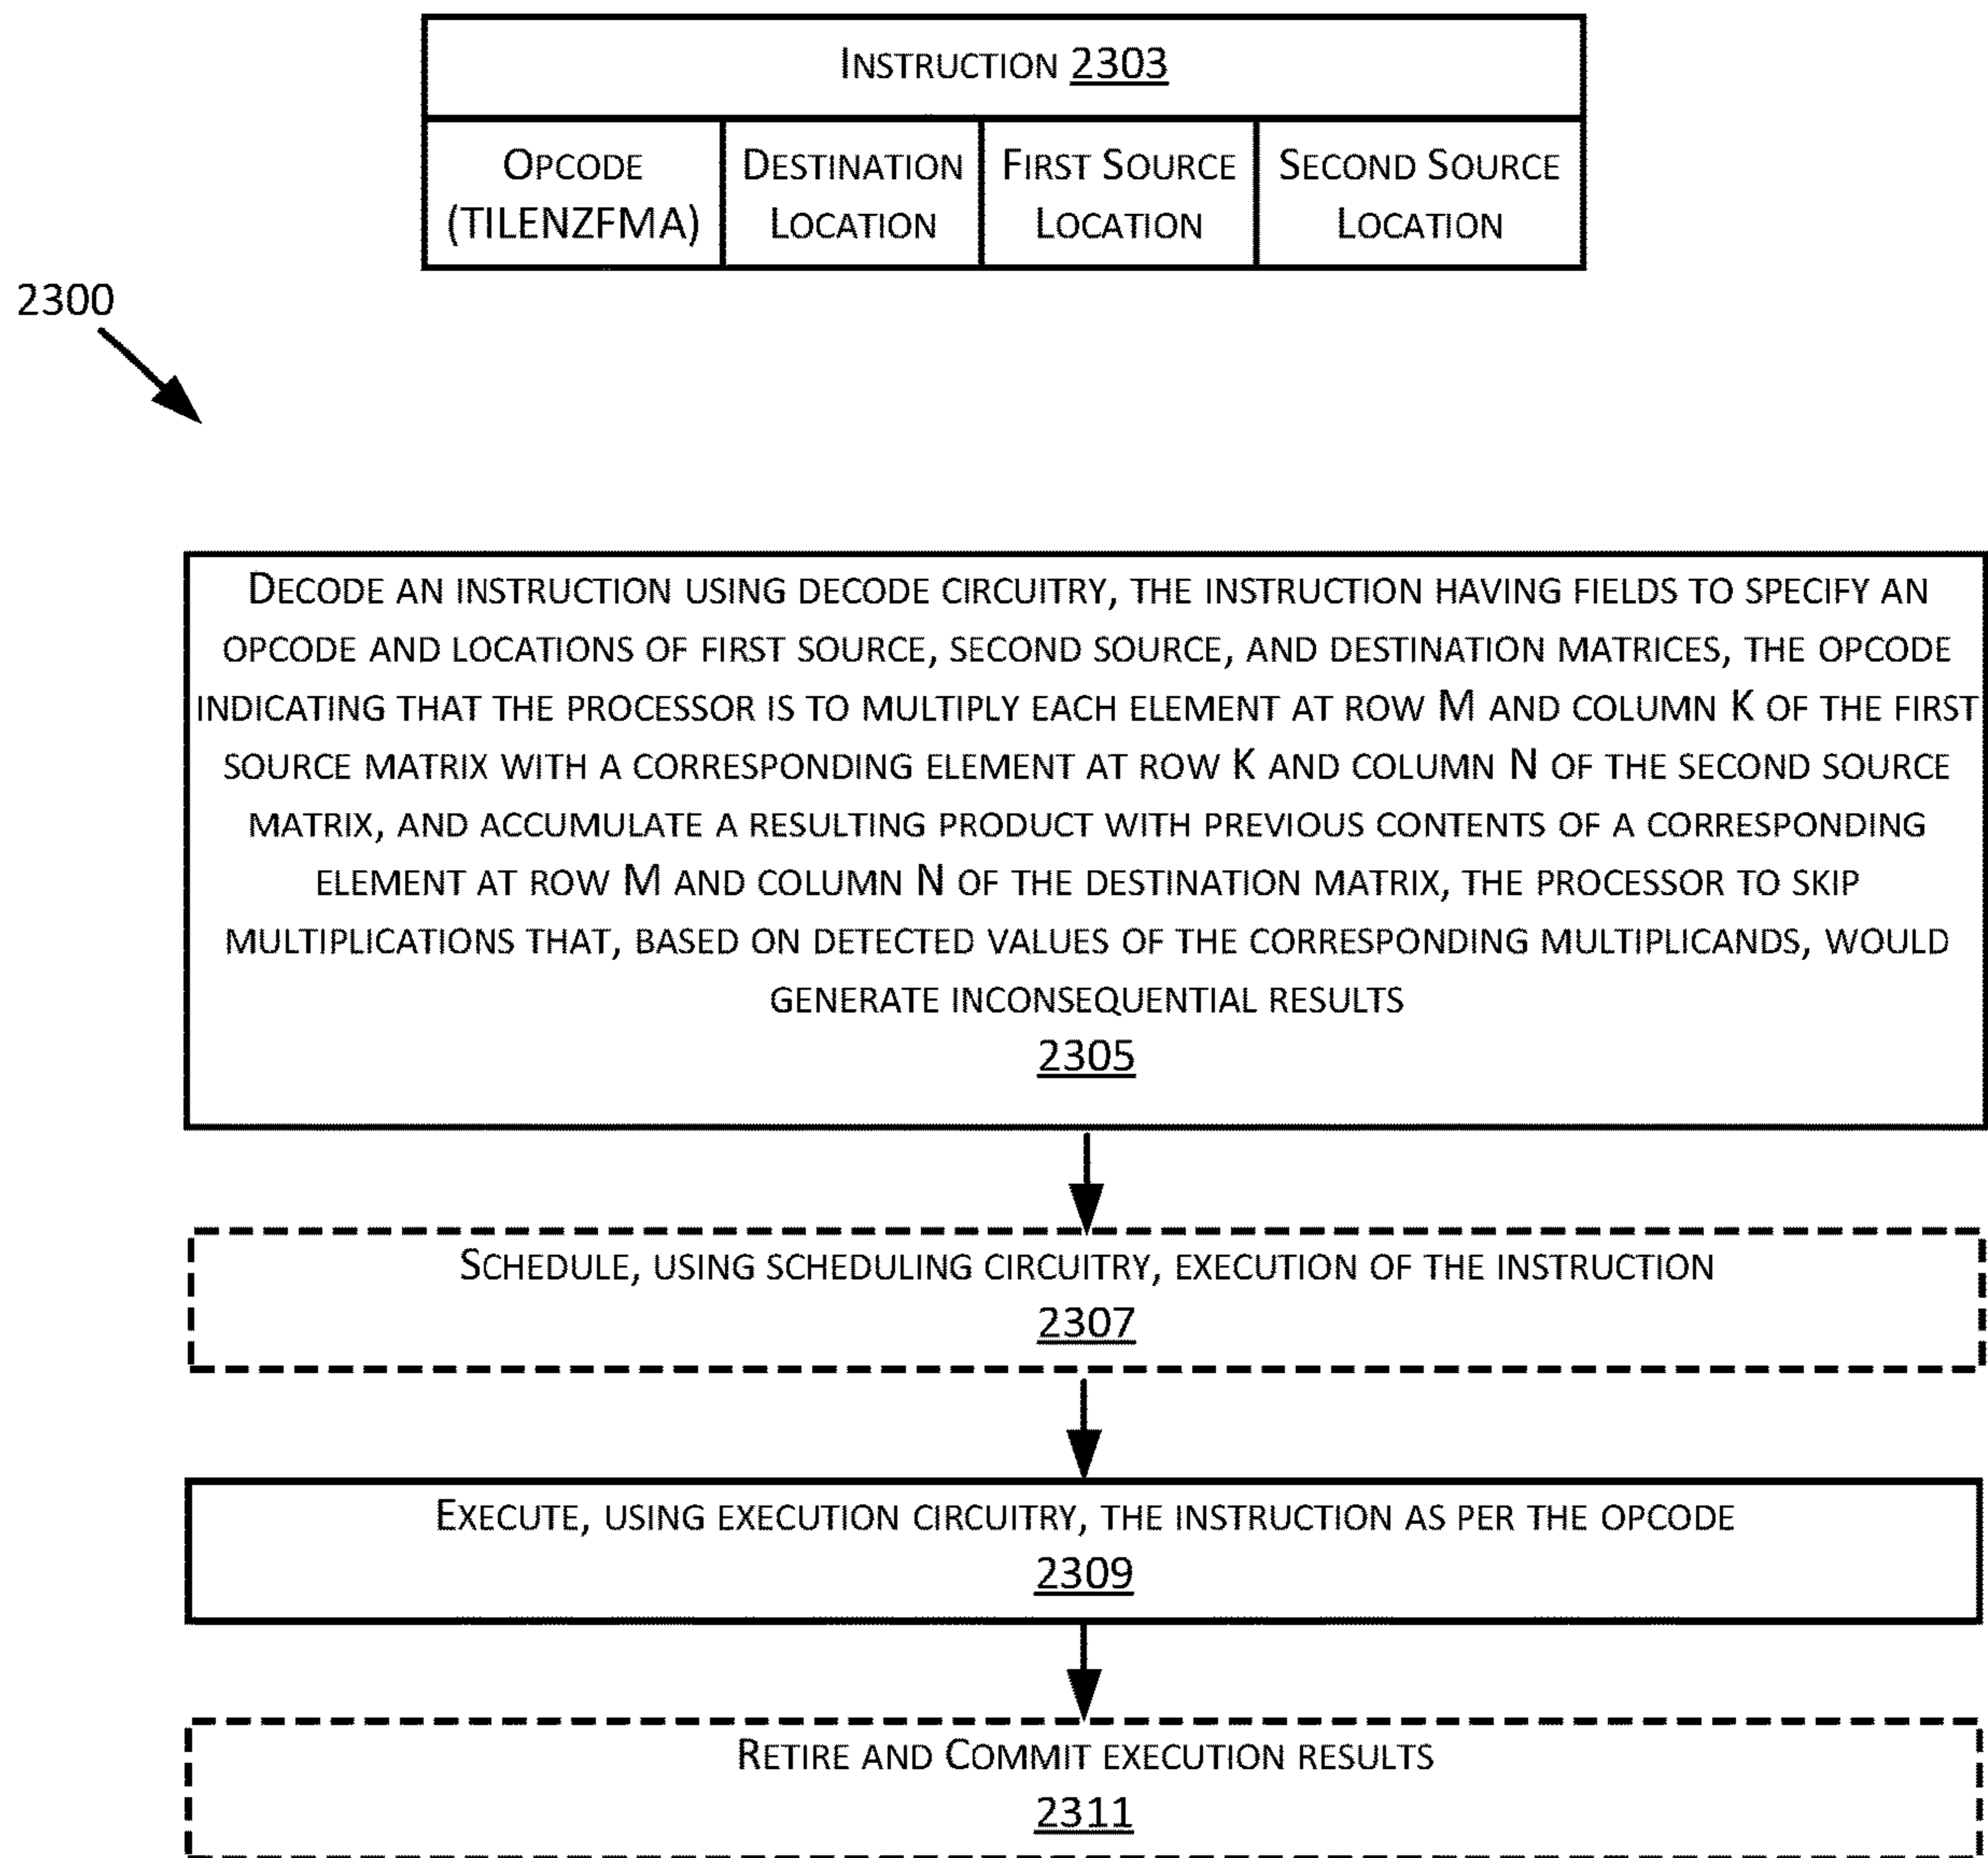 INSTRUCTION 2303
OPCODE (TILENZFMA)
DESTINATION LOCATION
FIRST SOURCE LOCATION
SECOND SOURCE LOCATION
2300
DECODE AN INSTRUCTION USING DECODE CIRCUITRY, THE INSTRUCTION HAVING FIELDS TO SPECIFY AN
OPCODE AND LOCATIONS OF FIRST SOURCE, SECOND SOURCE, AND DESTINATION MATRICES, THE OPCODE
INDICATING THAT THE PROCESSOR IS TO MULTIPLY EACH ELEMENT AT ROW M AND COLUMN K OF THE FIRST
SOURCE MATRIX WITH A CORRESPONDING ELEMENT AT ROW K AND COLUMN N OF THE SECOND SOURCE
MATRIX, AND ACCUMULATE A RESULTING PRODUCT WITH PREVIOUS CONTENTS OF A CORRESPONDING
ELEMENT AT ROW M AND COLUMN N OF THE DESTINATION MATRIX, THE PROCESSOR TO SKIP
MULTIPLICATIONS THAT, BASED ON DETECTED VALUES OF THE CORRESPONDING MULTIPLICANDS, WOULD
GENERATE INCONSEQUENTIAL RESULTS
2305
SCHEDULE, USING SCHEDULING CIRCUITRY, EXECUTION OF THE INSTRUCTION
2307
EXECUTE, USING EXECUTION CIRCUITRY, THE INSTRUCTION AS PER THE OPCODE
2309
RETIRE AND COMMIT EXECUTION RESULTS
2311